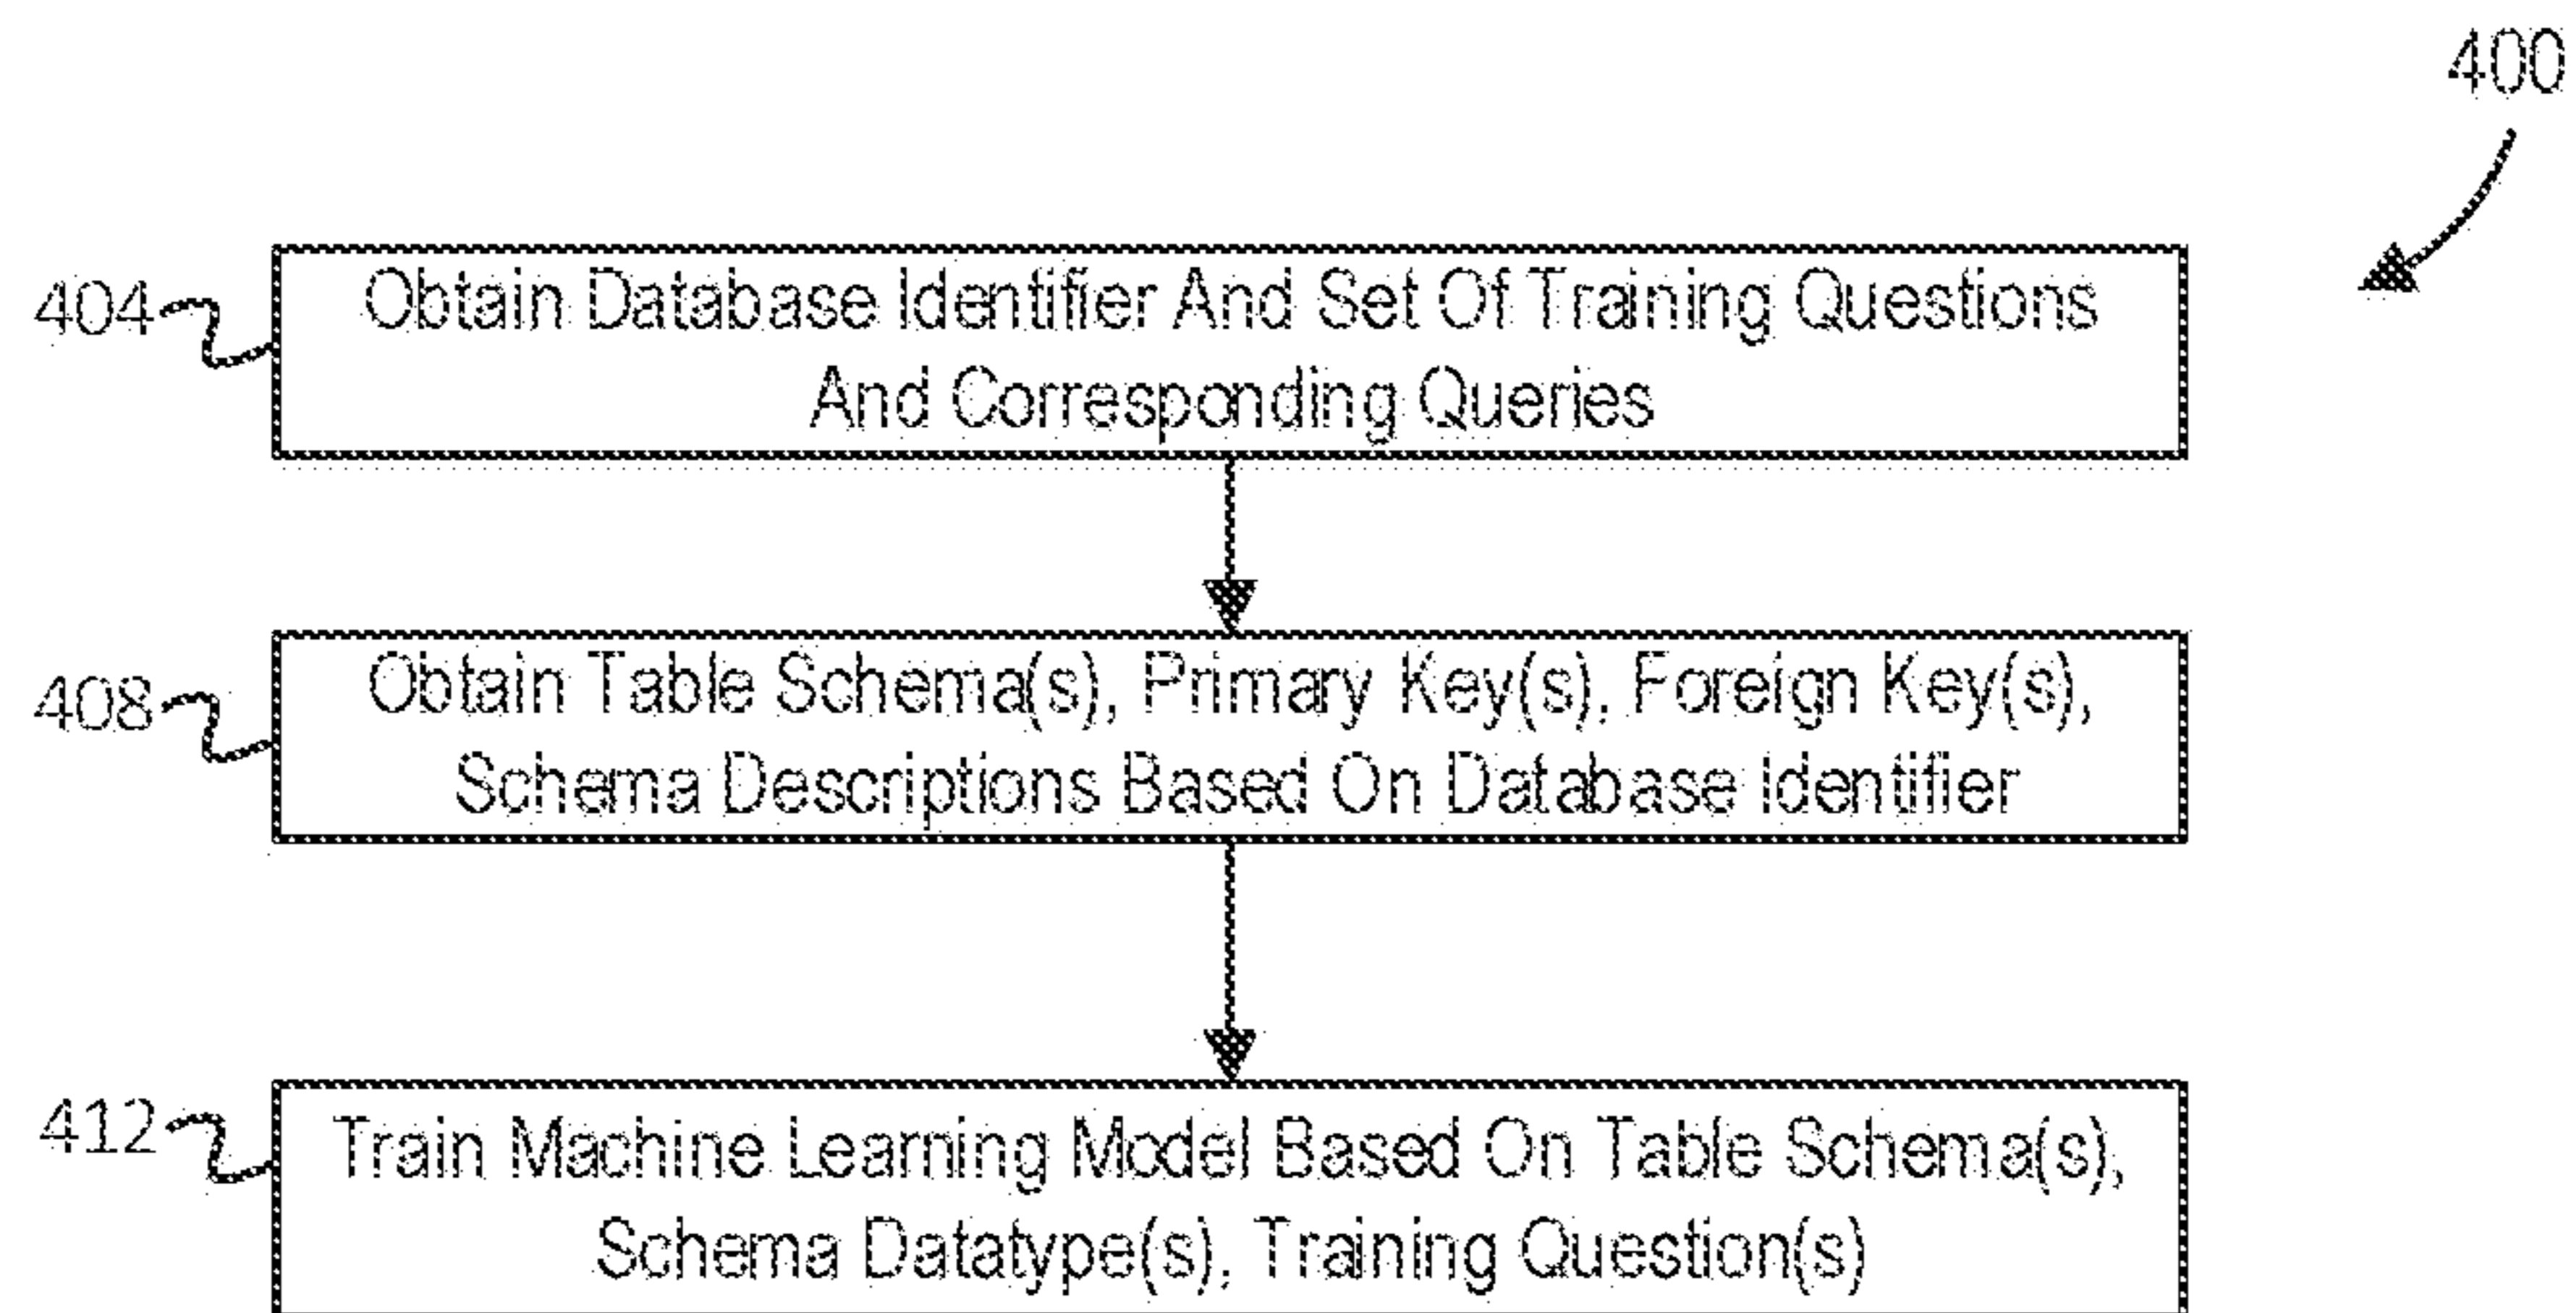 400
404
Obtain Database Identifier And Set Of Training Questions
And Corresponding Queries
408
Obtain Table Schema(s), Primary Key(s), Foreign Key(s),
Schema Descriptions Based On Database Identifier
412
Train Machine Learning Model Based On Table Schema(s),
Schema Datatype(s), Training Question(s)